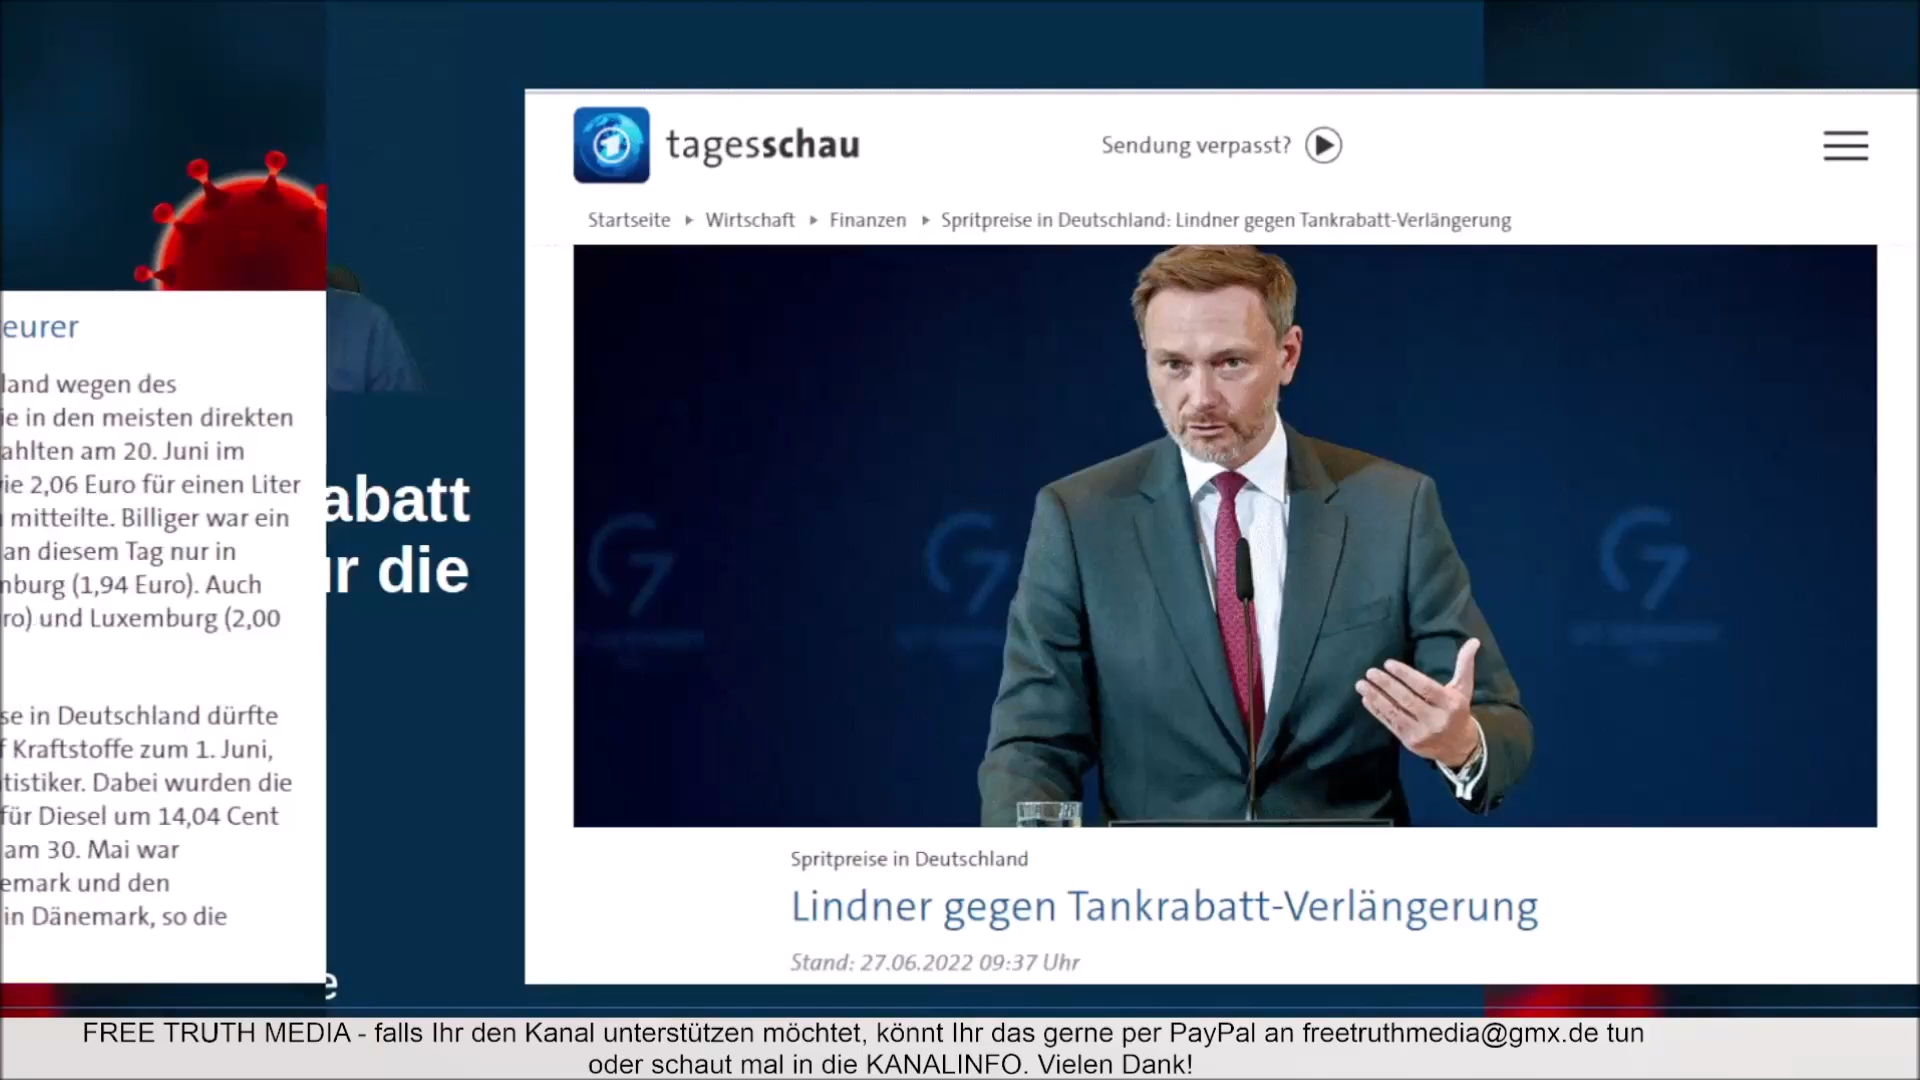 tagesschau
Sendung verpasst?
Startseite Wirtschaft Finanzen Spritpreise in Deutschland: Lindner gegen Tankrabatt-Verlängerung
eurer
land wegen des
ie in den meisten direkten
ahlten am 20. Juni im
ie 2,06 Euro für einen Liter
mitteilte. Billiger war ein
an diesem Tag nur in
nburg (1,94 Euro). Auch
ro) und Luxemburg (2,00
se in Deutschland dürfte
f Kraftstoffe zum 1. Juni,
tistiker. Dabei wurden die
für Diesel um 14,04 Cent
am 30. Mai war
emark und den
in Dänemark, so die
abatt
ür die
e
G7
G7
G7
Spritpreise in Deutschland
Lindner gegen Tankrabatt-Verlängerung
Stand: 27.06.2022 09:37 Uhr
FREE TRUTH MEDIA - falls Ihr den Kanal unterstützen möchtet, könnt Ihr das gerne per PayPal an freetruthmedia@gmx.de tun
oder schaut mal in die KANALINFO. Vielen Dank!